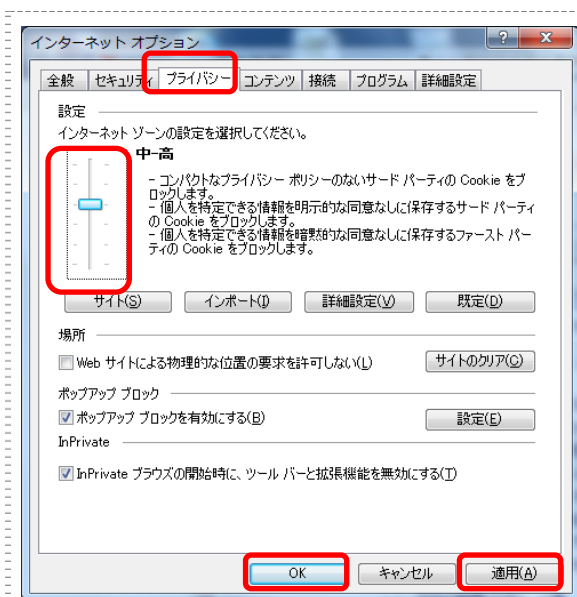 インターネット オプション
全般 セキュリティ プライバシー コンテンツ 接続 プログラム 詳細設定
設定
インターネット ゾーンの設定を選択してください。
中-高
- コンパクトなプライバシー ポリシーのないサード パーティの Cookie をブ
ロックします。
- 個人を特定できる情報を明示的な同意なしに保存するサード パーティ
の Cookie をブロックします。
- 個人を特定できる情報を暗黙的な同意なしに保存するファースト パー
ティの Cookie をブロックします。
サイト(S) インポート(I) 詳細設定(V) 既定(D)
場所
Web サイトによる物理的な位置の要求を許可しない(L) サイトのクリア(C)
ポップアップ ブロック
ポップアップ ブロックを有効にする(B) 設定(E)
InPrivate
InPrivate ブラウズの開始時に、ツール バーと拡張機能を無効にする(T)
OK キャンセル 適用(A)